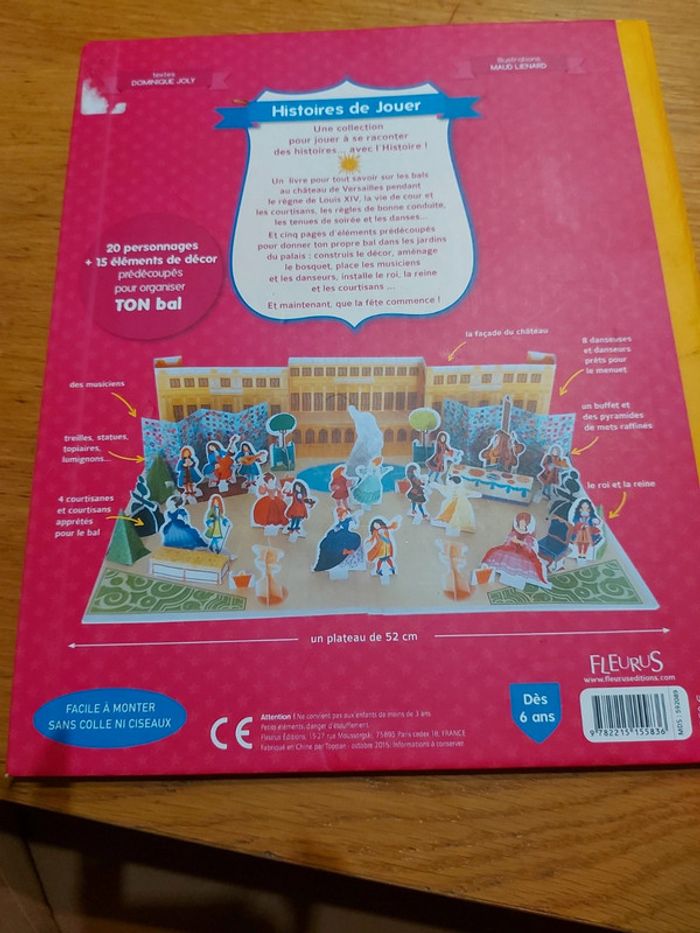 textes
DOMINIQUE JOLY
illustrations
MAUD LIENARD
Histoires de Jouer
Une collection
pour jouer à se raconter
des histoires... avec l'Histoire !
Un livre pour tout savoir sur les bals
au château de Versailles pendant
le règne de Louis XIV, la vie de cour et
les courtisans, les règles de bonne conduite,
les tenues de soirée et les danses...
Et cinq pages d'éléments prédécoupés
pour donner ton propre bal dans les jardins
du palais : construis le décor, aménage
le bosquet, place les musiciens
et les danseurs, installe le roi, la reine
et les courtisans ...
Et maintenant, que la fête commence !
20 personnages
+ 15 éléments de décor
prédécoupés
pour organiser
TON bal
la façade du château
8 danseuses
et danseurs
prêts pour
le menuet
des musiciens
un buffet et
des pyramides
de mets raffinés
treilles, statues,
topiaires,
lumignons...
le roi et la reine
4 courtisanes
et courtisans
apprêtés
pour le bal
un plateau de 52 cm
FLEURUS
www.fleuruseditions.com
FACILE À MONTER
SANS COLLE NI CISEAUX
CE
Attention ! Ne convient pas aux enfants de moins de 3 ans.
Petits éléments, danger d'étouffement.
Fleurus Éditions, 15-27 rue Moussorgski, 75895 Paris cedex 18, FRANCE
Fabriqué en Chine par Toppan - octobre 2015. Informations à conserver.
Dès
6 ans
9 782215 155836
MDS : 592089